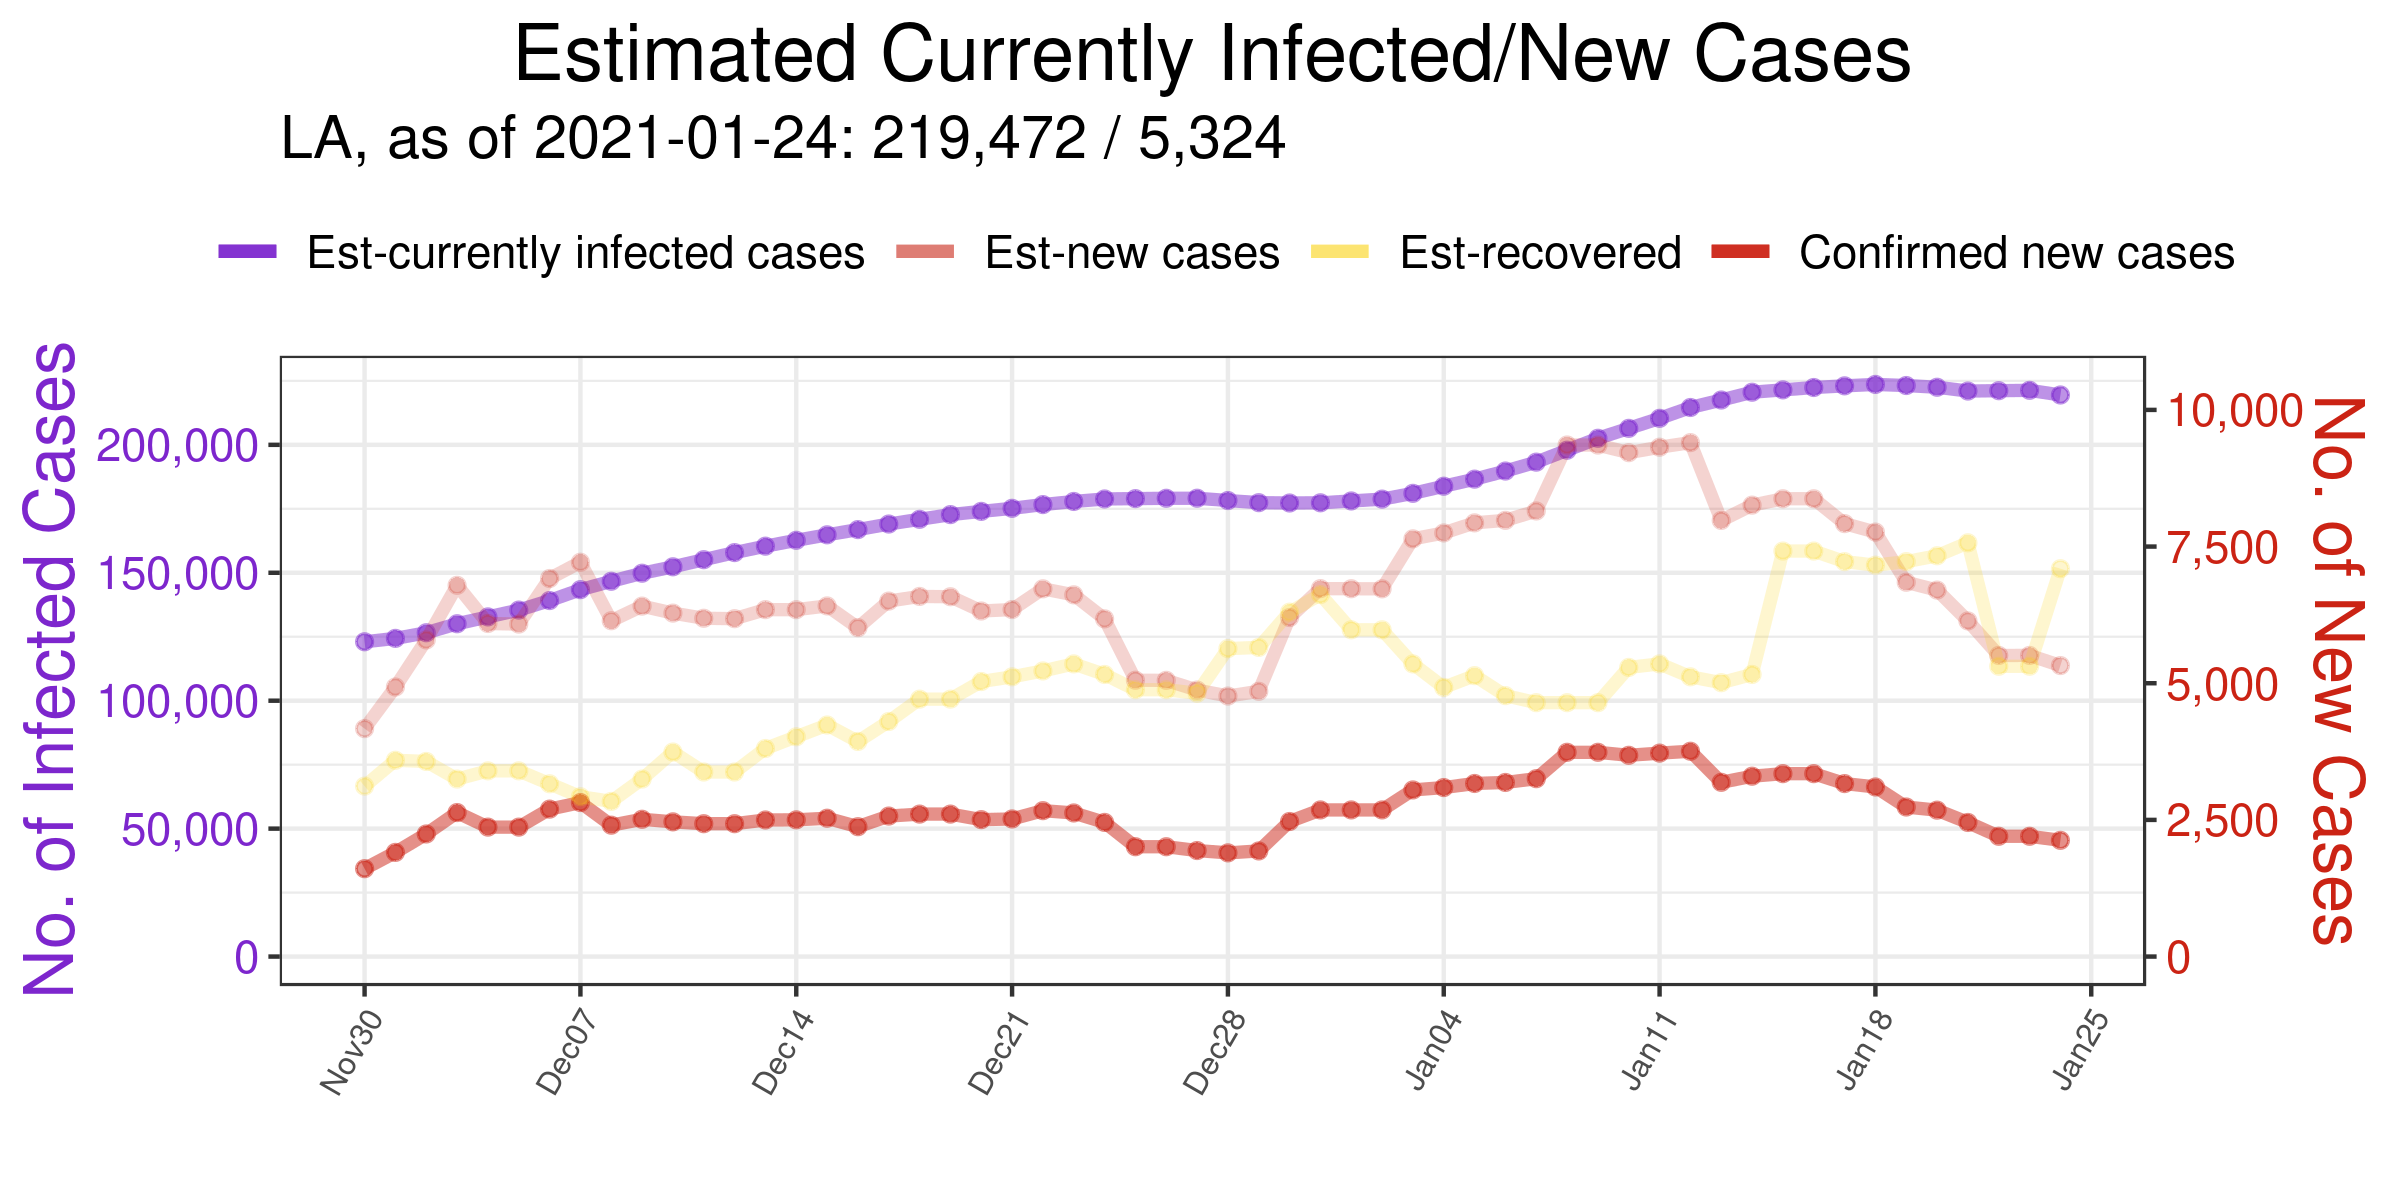 Estimated Currently Infected/New Cases
LA, as of 2021-01-24: 219,472 / 5,324
Est-currently infected cases Est-new cases Est-recovered Confirmed new cases
No. of Infected Cases
200,000
150,000
100,000
50,000
0
10,000
7,500
5,000
2,500
0
No. of New Cases
Nov30 Dec07 Dec14 Dec21 Dec28 Jan04 Jan11 Jan18 Jan25